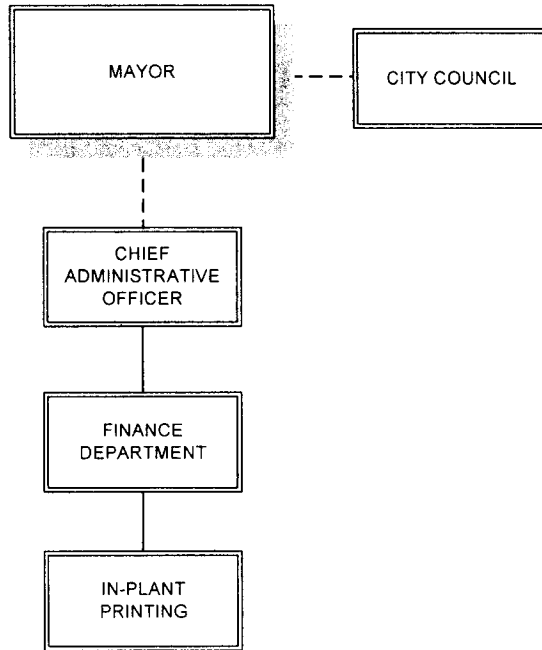 MAYOR
CITY COUNCIL
CHIEF
ADMINISTRATIVE
OFFICER
FINANCE
DEPARTMENT
IN-PLANT
PRINTING